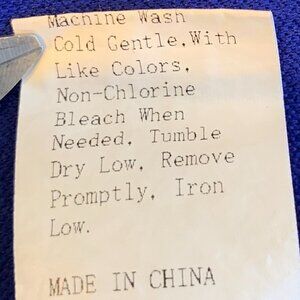 Machine Wash
Cold Gentle, With
Like Colors,
Non-Chlorine
Bleach When
Needed, Tumble
Dry Low, Remove
Promptly, Iron
Low.
MADE IN CHINA